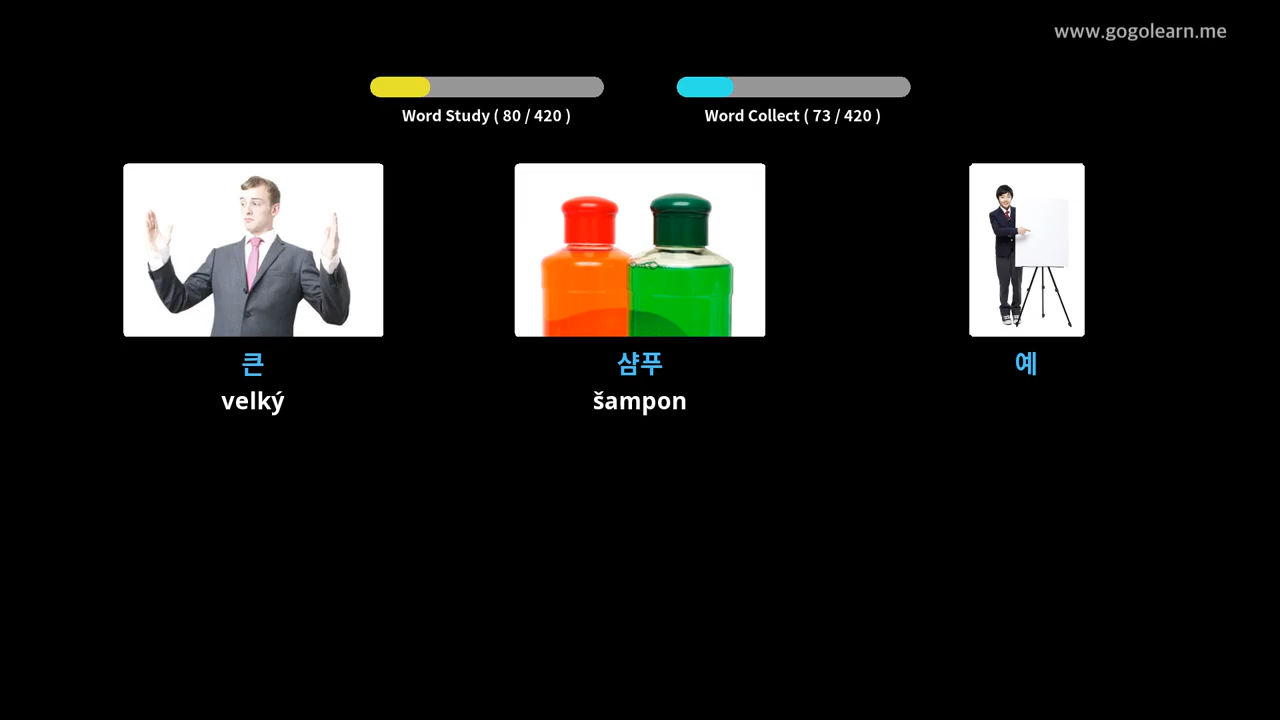 www.gogolearn.me
Word Study ( 80 / 420 )
Word Collect ( 73 / 420 )
큰
velký
샴푸
šampon
예